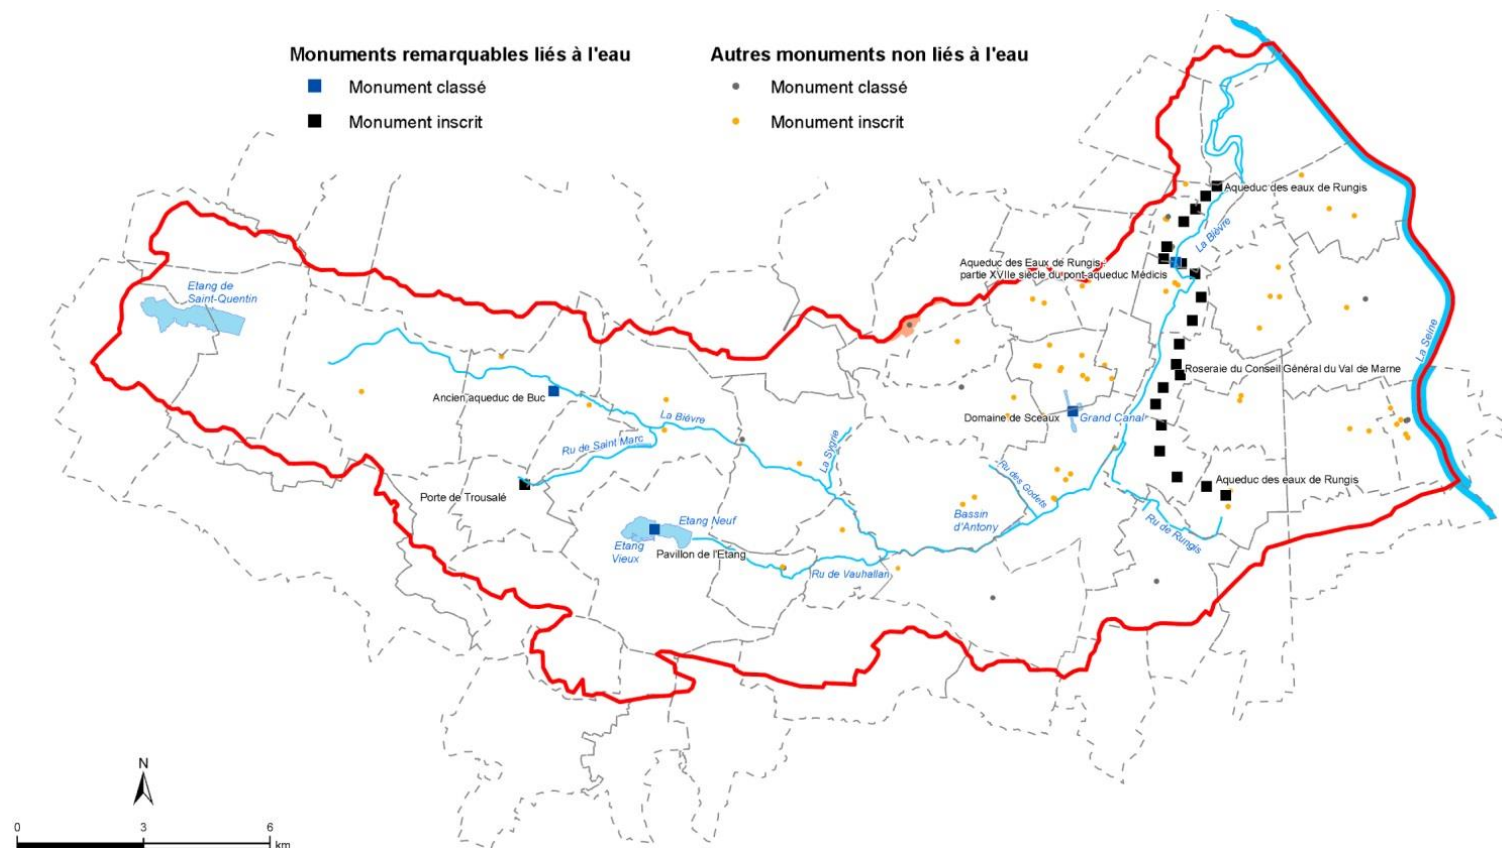 Monuments remarquables liés à l'eau
Monument classé
Monument inscrit
Autres monuments non liés à l'eau
Monument classé
Monument inscrit
Aqueduc des eaux de Rungis
La Bièvre
Aqueduc des Eaux de Rungis -
partie XVIIe siècle du pont-aqueduc Médicis
Etang de
Saint-Quentin
La Seine
Roseraie du Conseil Général du Val de Marne
Ancien aqueduc de Buc
La Bièvre
Domaine de Sceaux
Grand Canal
Ru de Saint Marc
La Sygrie
Porte de Trousalé
Ru des Godets
Aqueduc des eaux de Rungis
Etang Neuf
Bassin
d'Antony
Ru de Rungis
Etang
Vieux
Pavillon de l'Etang
Ru de Vauhallan
N
0 3 6
km